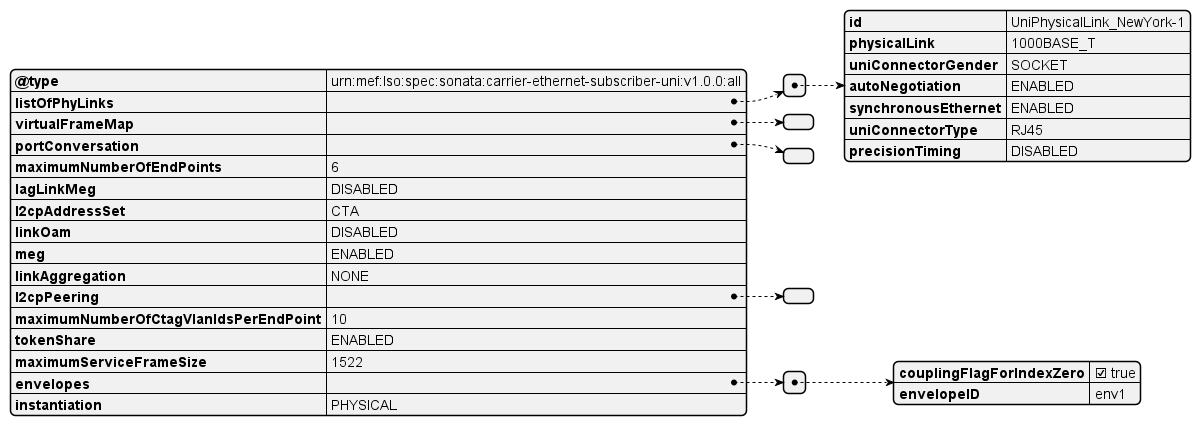 @type urn:mef:lso:spec:sonata:carrier-ethernet-subscriber-uni:v1.0.0:all
listOfPhyLinks
virtualFrameMap
portConversation
maximumNumberOfEndPoints 6
lagLinkMeg DISABLED
l2cpAddressSet CTA
linkOam DISABLED
meg ENABLED
linkAggregation NONE
l2cpPeering
maximumNumberOfCtagVlanIdsPerEndPoint 10
tokenShare ENABLED
maximumServiceFrameSize 1522
envelopes
instantiation PHYSICAL
id UniPhysicalLink_NewYork-1
physicalLink 1000BASE_T
uniConnectorGender SOCKET
autoNegotiation ENABLED
synchronousEthernet ENABLED
uniConnectorType RJ45
precisionTiming DISABLED
couplingFlagForIndexZero ☑ true
envelopeID env1